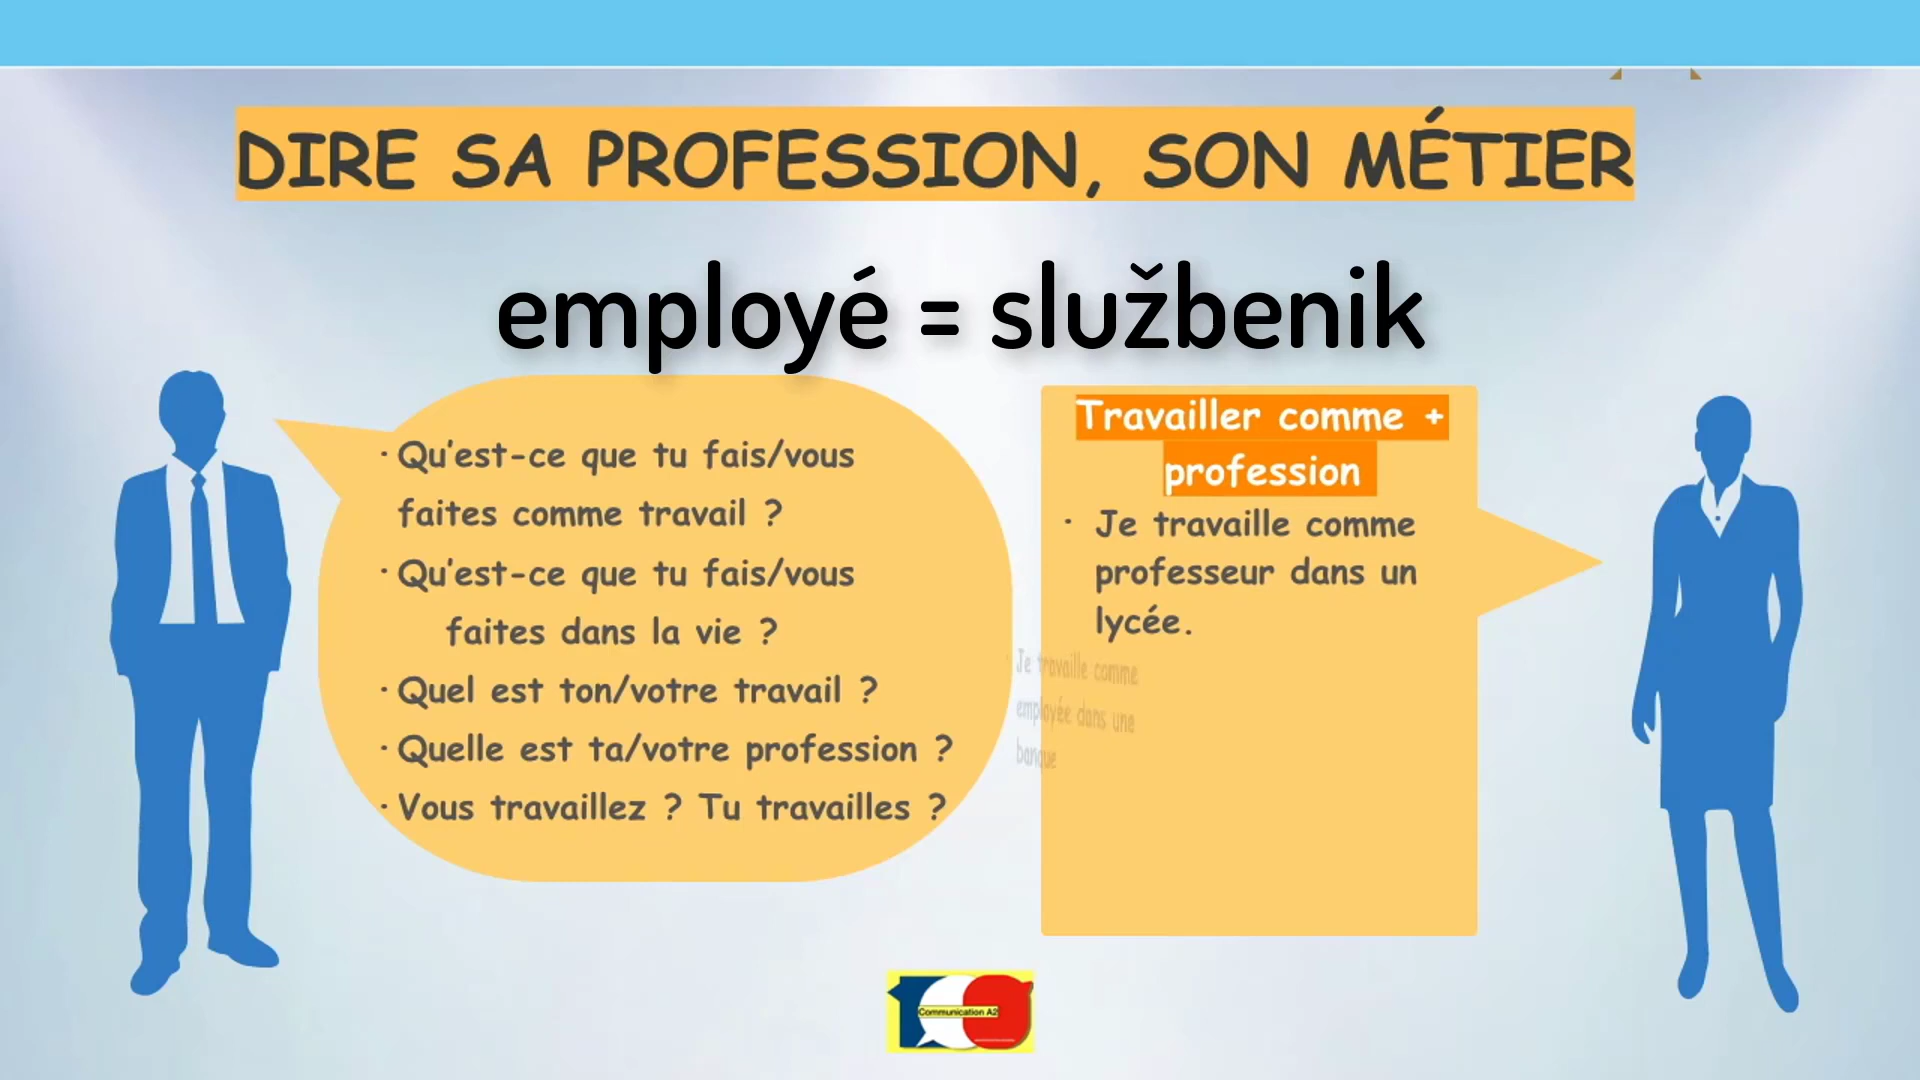 DIRE SA PROFESSION, SON MÉTIER
employé = službenik
· Qu'est-ce que tu fais/vous
faites comme travail ?
· Qu'est-ce que tu fais/vous
faites dans la vie ?
· Quel est ton/votre travail ?
· Quelle est ta/votre profession ?
· Vous travaillez ? Tu travailles ?
Travailler comme +
profession
· Je travaille comme
professeur dans un
lycée.
Je travaille comme
employée dans une
banque
Communication A2